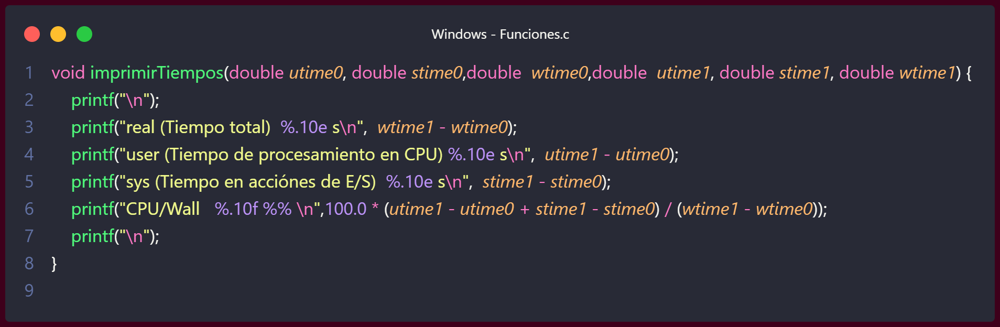 Windows - Funciones.c
1 void imprimirTiempos(double utime0, double stime0,double  wtime0,double  utime1, double stime1, double wtime1) {
2     printf("\n");
3     printf("real (Tiempo total)  %.10e s\n",  wtime1 - wtime0);
4     printf("user (Tiempo de procesamiento en CPU) %.10e s\n",  utime1 - utime0);
5     printf("sys (Tiempo en acciónes de E/S)  %.10e s\n",  stime1 - stime0);
6     printf("CPU/Wall   %.10f %% \n",100.0 * (utime1 - utime0 + stime1 - stime0) / (wtime1 - wtime0));
7     printf("\n");
8 }
9